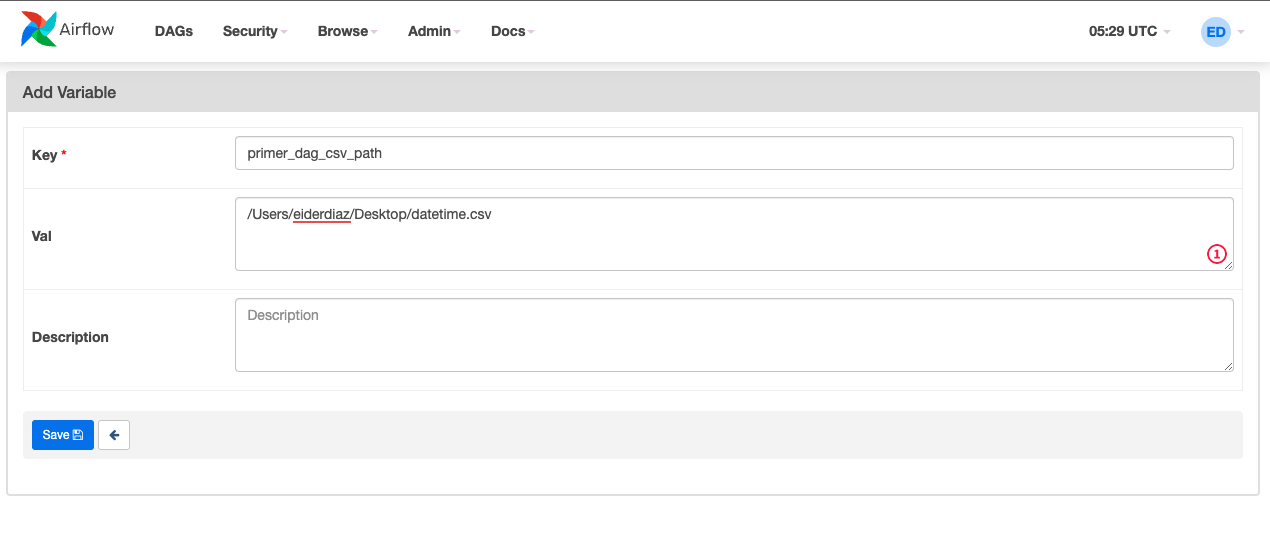 Airflow DAGs Security Browse Admin Docs 05:29 UTC ED
Add Variable
Key * primer_dag_csv_path
Val /Users/eiderdiaz/Desktop/datetime.csv
1
Description Description
Save